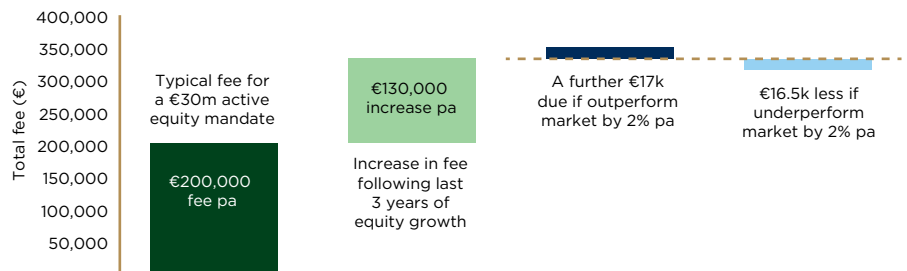 Total fee (€)
400,000
350,000
300,000
250,000
200,000
150,000
100,000
50,000
Typical fee for
a €30m active
equity mandate
€200,000
fee pa
€130,000
increase pa
Increase in fee
following last
3 years of
equity growth
A further €17k
due if outperform
market by 2% pa
€16.5k less if
underperform
market by 2% pa